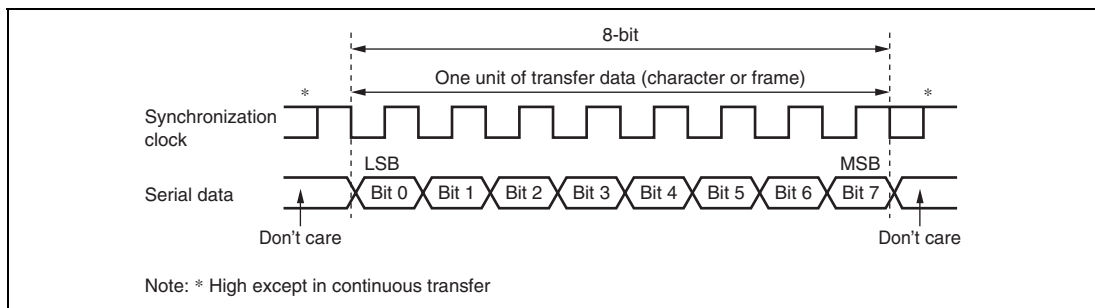 8-bit
One unit of transfer data (character or frame)
* *
Synchronization
clock
LSB MSB
Serial data Bit 0 Bit 1 Bit 2 Bit 3 Bit 4 Bit 5 Bit 6 Bit 7
Don't care Don't care
Note: * High except in continuous transfer